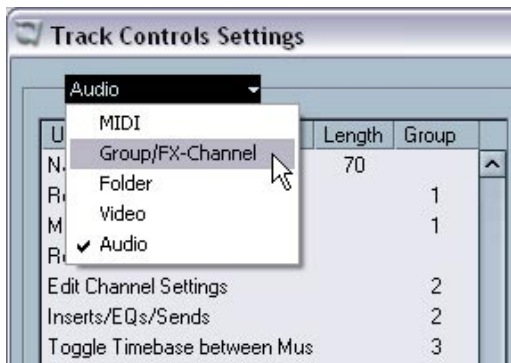 Track Controls Settings
Audio
MIDI
Length Group
Group/FX-Channel
70
Folder
1
Video
1
Audio
Edit Channel Settings 2
Inserts/EQs/Sends 2
Toggle Timebase between Mus 3